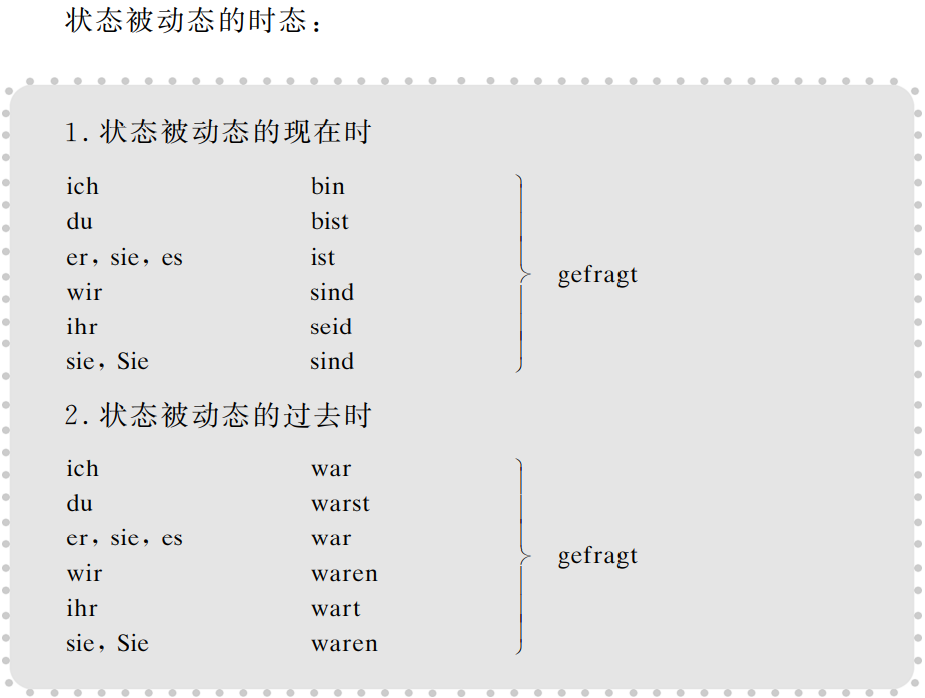 状态被动态的时态：
1. 状态被动态的现在时
ich bin
du bist
er, sie, es ist
wir sind
gefragt
ihr seid
sie, Sie sind
2. 状态被动态的过去时
ich war
du warst
er, sie, es war
wir waren
gefragt
ihr wart
sie, Sie waren